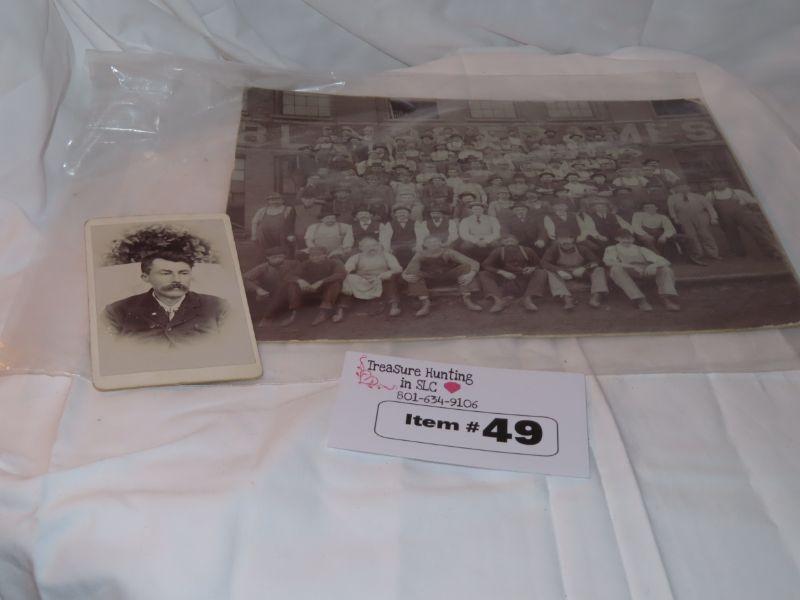 Treasure Hunting
in SLC
801-634-9106
Item # 49